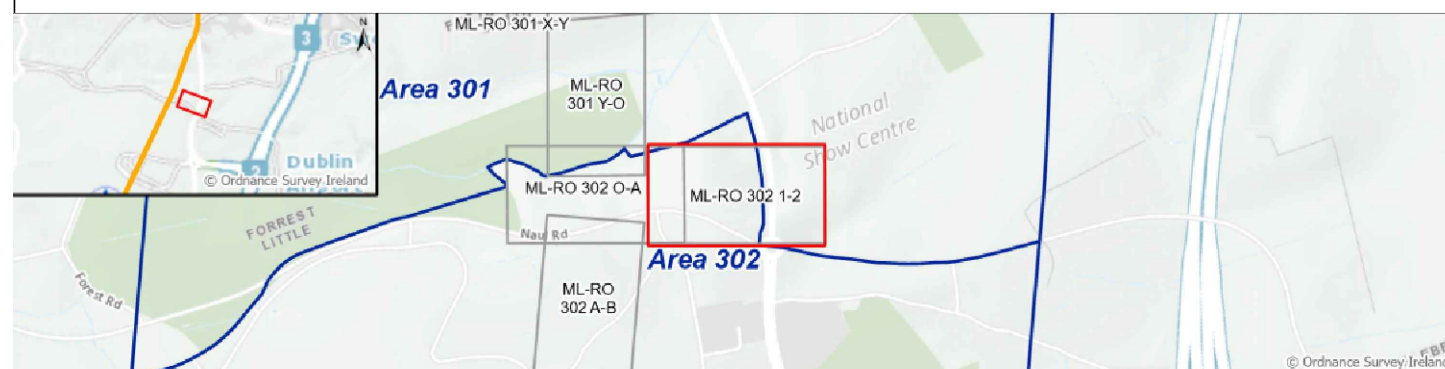 ML-RO 301 X-Y
3
N
Area 301
ML-RO
301 Y-O
National
Show Centre
2
Dublin
© Ordnance Survey Ireland
ML-RO 302 O-A
ML-RO 302 1-2
FORREST
LITTLE
Naul Rd
Area 302
Forest Rd
ML-RO
302 A-B
© Ordnance Survey Ireland